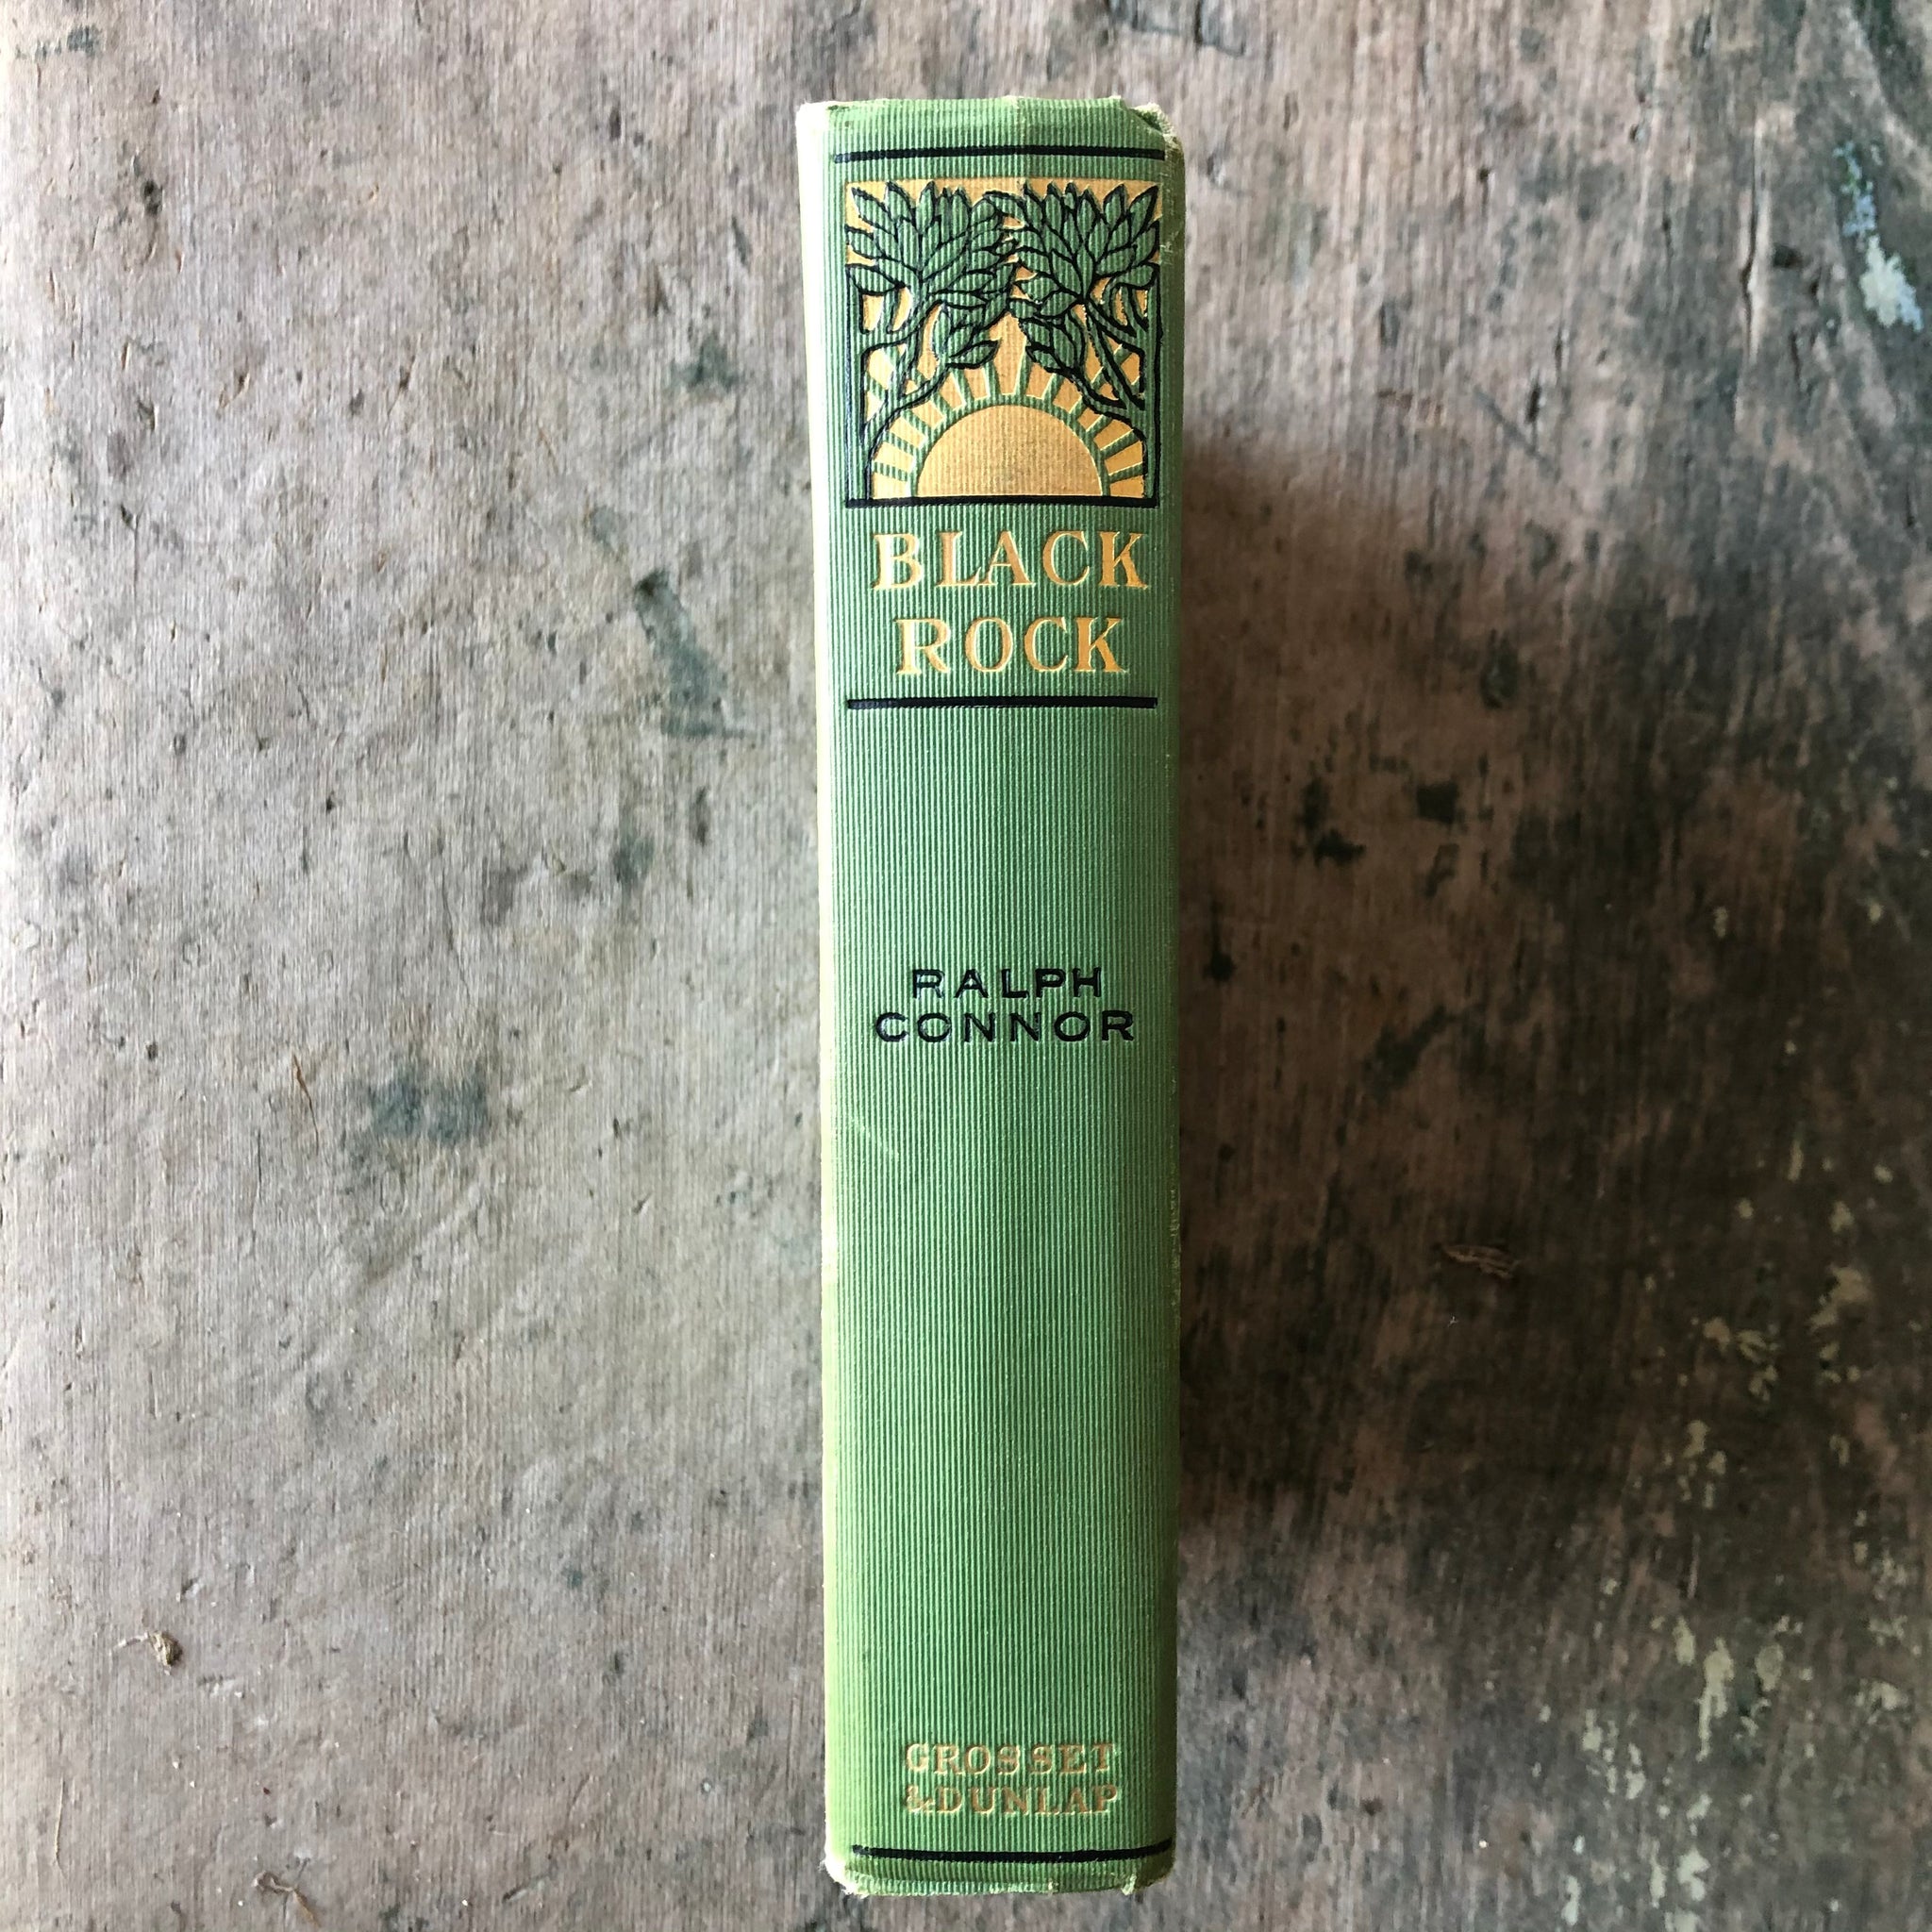 BLACK
ROCK
RALPH
CONNOR
GROSSET
& DUNLAP